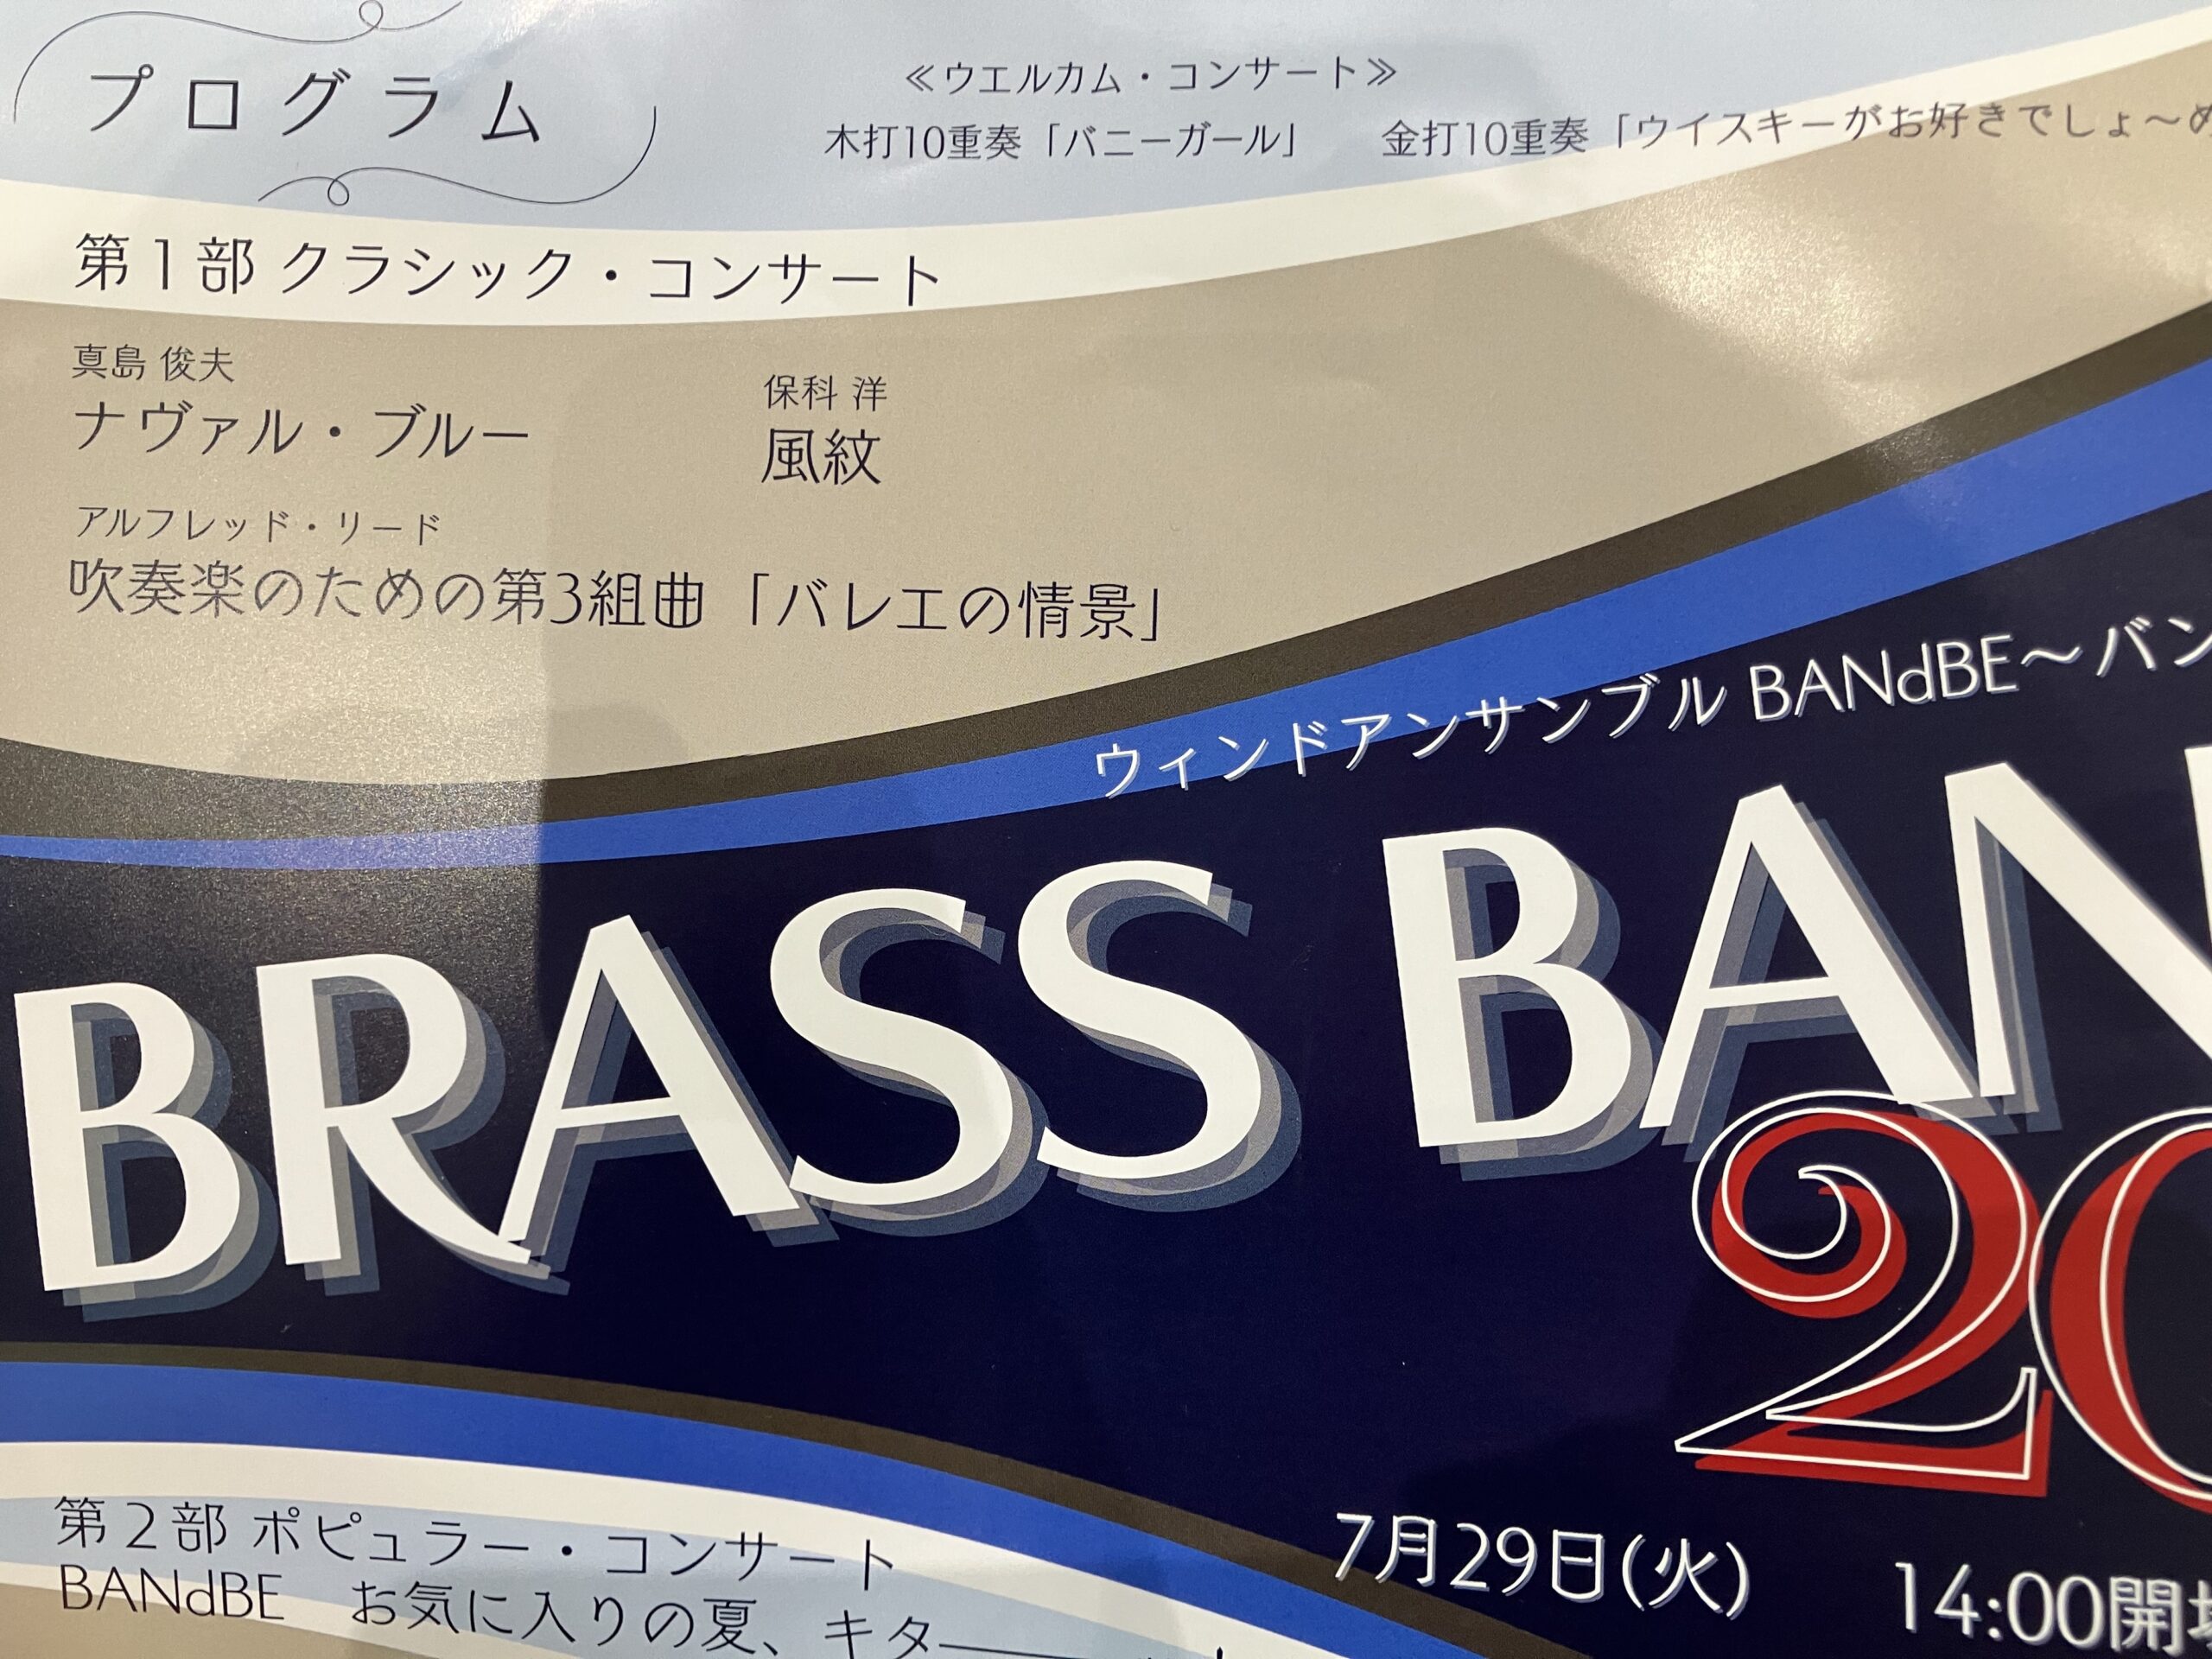 プログラム
≪ウエルカム・コンサート≫
木打10重奏「バニーガール」 金打10重奏「ウイスキーがお好きでしょ～め
第1部 クラシック・コンサート
真島 俊夫
ナヴァル・ブルー
保科 洋
風紋
アルフレッド・リード
吹奏楽のための第3組曲「バレエの情景」
ウィンドアンサンブル BANdBE～バン
BRASS BAN
20
7月29日(火) 14:00開場
第2部 ポピュラー・コンサート
BANdBE お気に入りの夏、キター